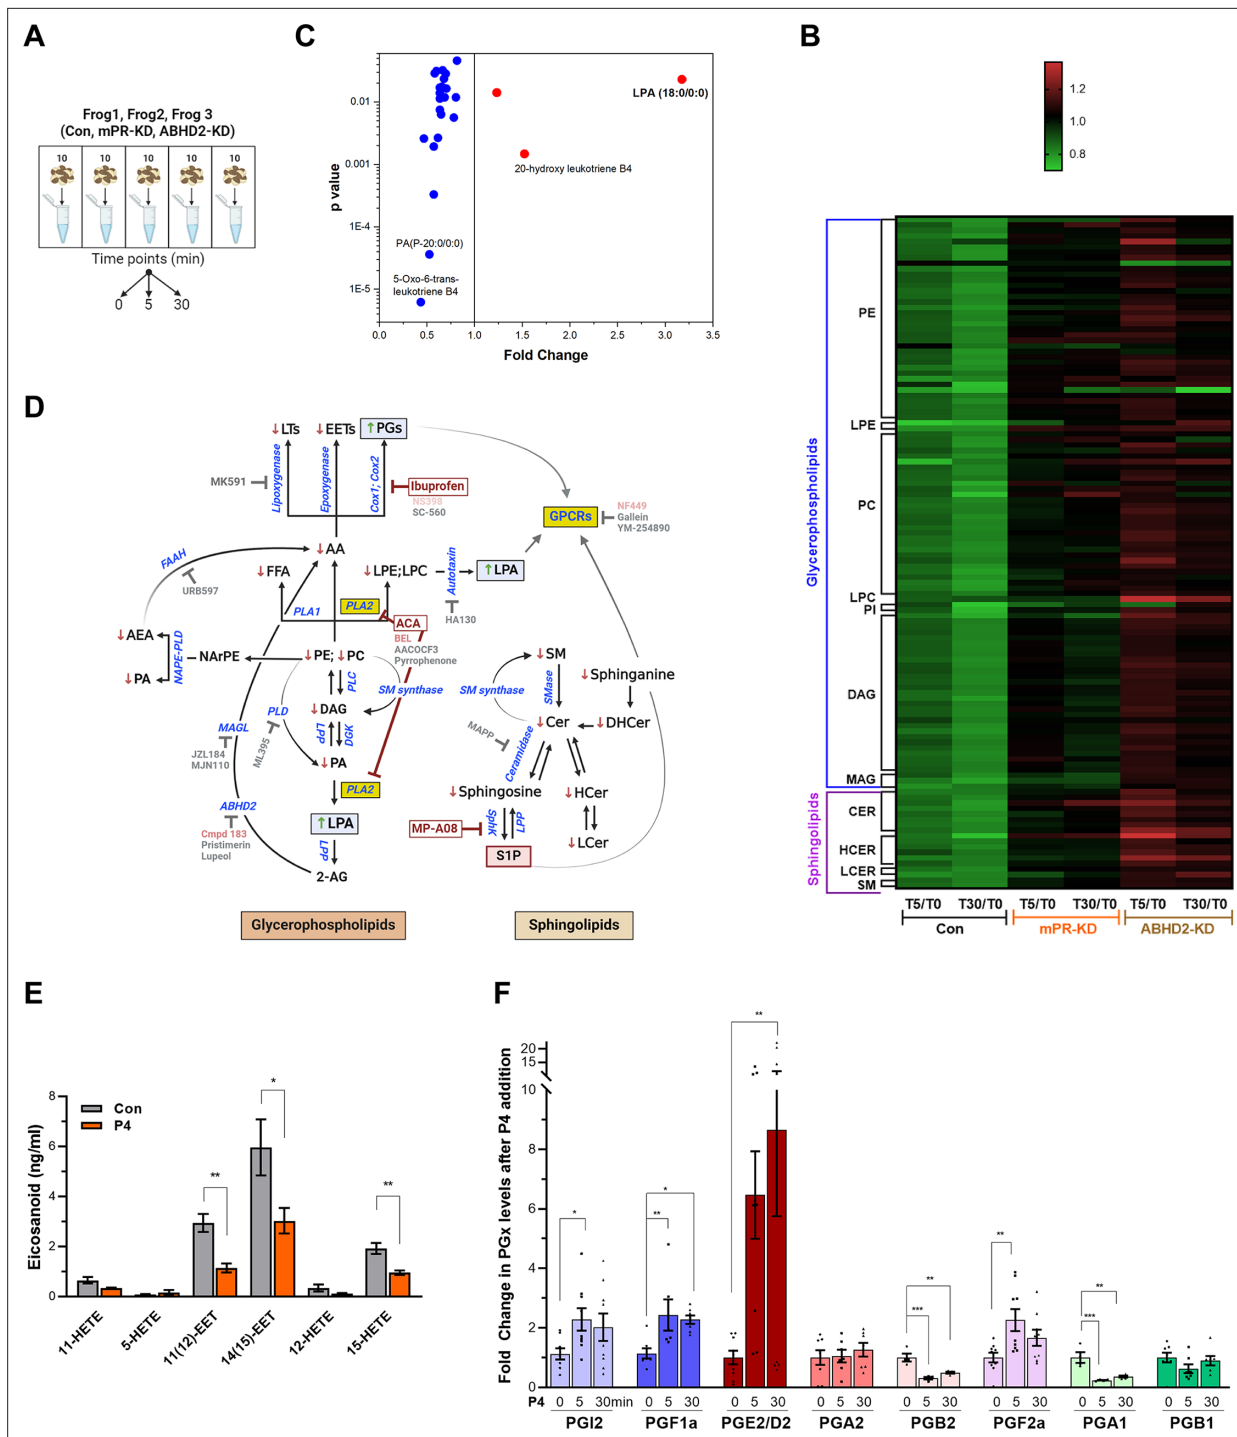 A
Frog1, Frog2, Frog 3
(Con, mPR-KD, ABHD2-KD)
10 10 10 10 10
Time points (min)
0 5 30
C
p value
0.01
0.001
1E-4
1E-5
LPA (18:0/0:0)
20-hydroxy leukotriene B4
PA(P-20:0/0:0)
5-Oxo-6-trans-
leukotriene B4
0.0 0.5 1.0 1.5 2.0 2.5 3.0 3.5
Fold Change
B
1.2
1.0
0.8
Glycerophospholipids
PE
LPE
PC
LPC
PI
DAG
MAG
Sphingolipids
CER
HCER
LCER
SM
T5/T0 T30/T0 T5/T0 T30/T0 T5/T0 T30/T0
Con mPR-KD ABHD2-KD
D
↓LTs ↓EETs ↑PGs
MK591
Lipoxygenase
Epoxygenase
Cox1; Cox2
Ibuprofen
NS398
SC-560
GPCRs
NF449
Gallein
YM-254890
FAAH
URB597
↓AA
↓FFA
↓LPE;LPC
Autotaxin
↑LPA
HA130
PLA1
PLA2
ACA
BEL
AACOCF3
Pyrrophenone
↓AEA
↓PA
NAPE-PLD
NArPE
↓PE; ↓PC
PLC
SM synthase
PLD
ML395
↓DAG
LPP
DGK
↓PA
PLA2
MAGL
JZL184
MJN110
ABHD2
Cmpd 183
Pristimerin
Lupeol
↑LPA
LPP
2-AG
↓SM
SM synthase
SMase
↓Sphinganine
↓Cer
↓DHCer
MAPP
Ceramidase
↓Sphingosine
↓HCer
MP-A08
SphK
LPP
↓LCer
S1P
Glycerophospholipids
Sphingolipids
E
Eicosanoid (ng/ml)
8
6
4
2
0
Con
P4
** * **
11-HETE
5-HETE
11(12)-EET
14(15)-EET
12-HETE
15-HETE
F
Fold Change in PGx levels after P4 addition
20
15
10
8
6
4
2
0
* ** * ** *** ** ** *** **
P4
0 5 30min 0 5 30 0 5 30 0 5 30 0 5 30 0 5 30 0 5 30 0 5 30
PGI2 PGF1a PGE2/D2 PGA2 PGB2 PGF2a PGA1 PGB1